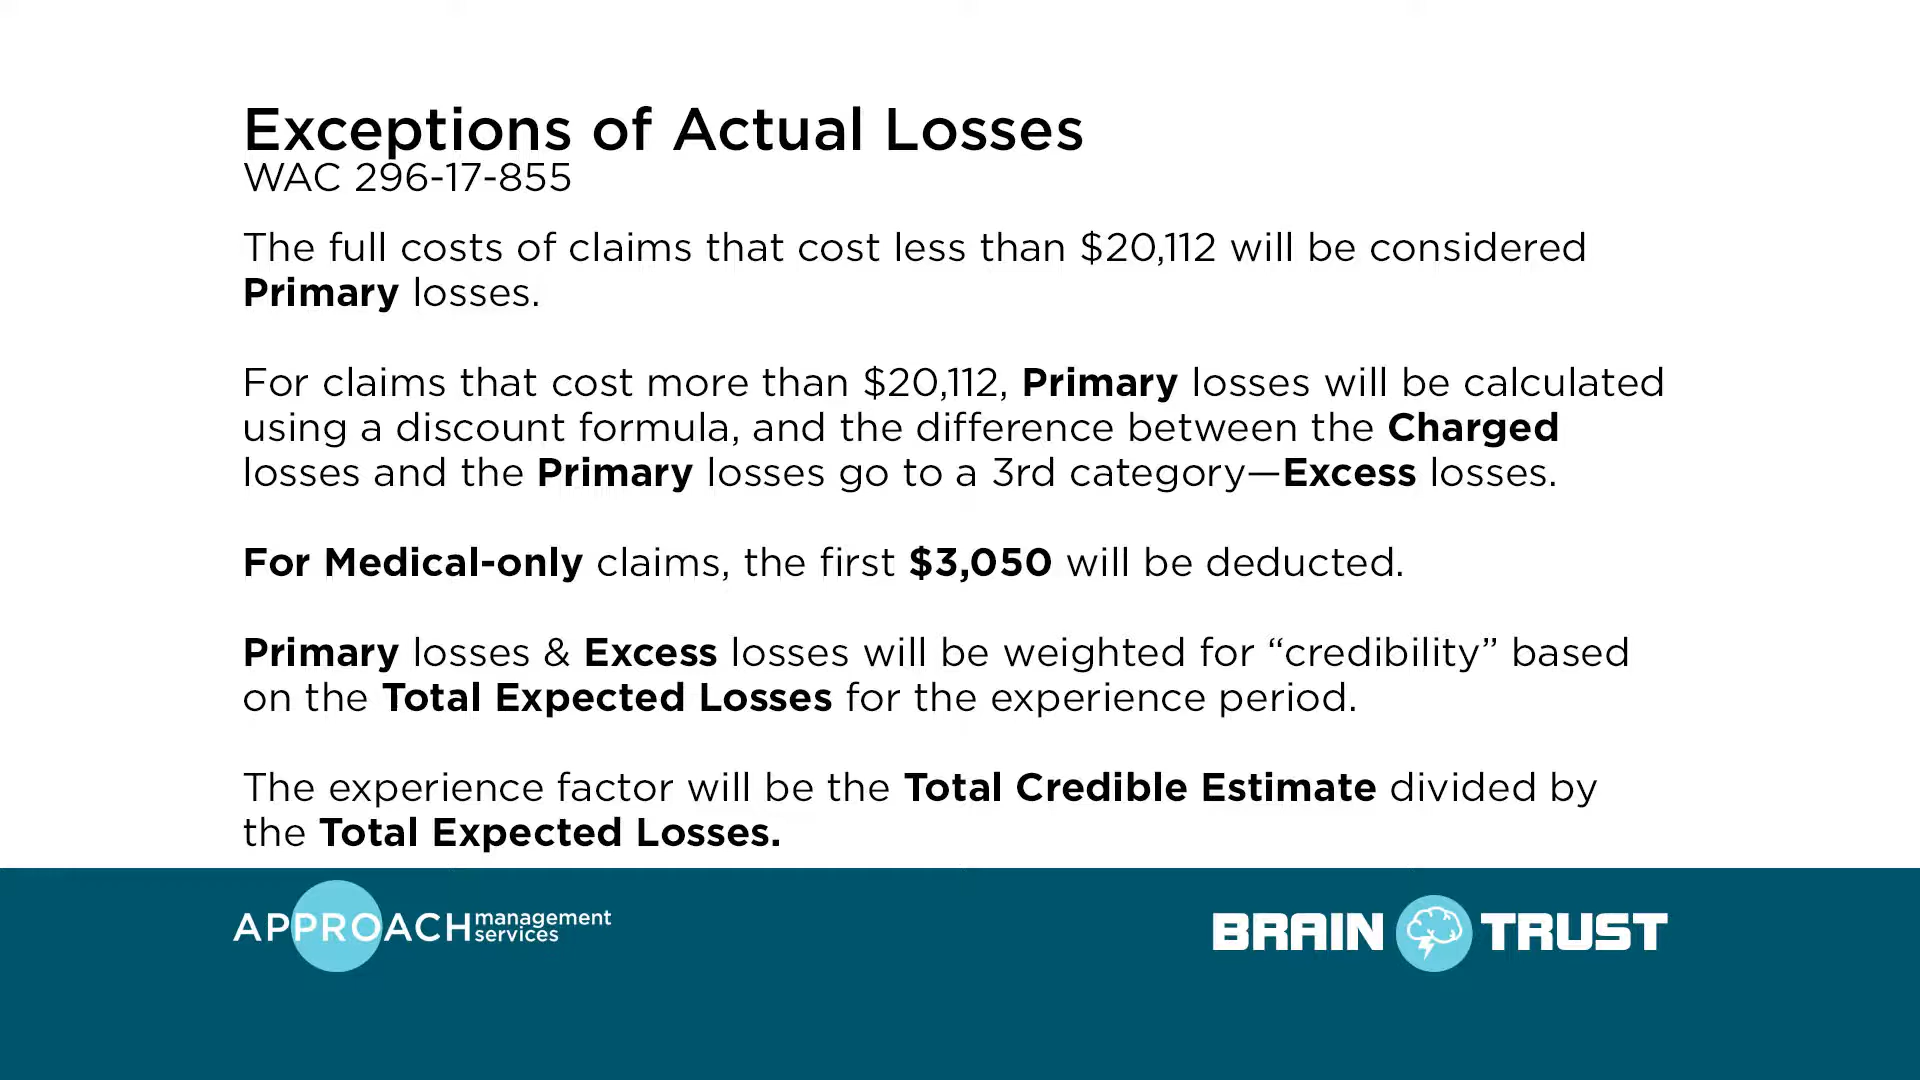 Exceptions of Actual Losses
WAC 296-17-855
The full costs of claims that cost less than $20,112 will be considered
Primary losses.
For claims that cost more than $20,112, Primary losses will be calculated
using a discount formula, and the difference between the Charged
losses and the Primary losses go to a 3rd category—Excess losses.
For Medical-only claims, the first $3,050 will be deducted.
Primary losses & Excess losses will be weighted for “credibility” based
on the Total Expected Losses for the experience period.
The experience factor will be the Total Credible Estimate divided by
the Total Expected Losses.
APPROACH management services
BRAIN TRUST